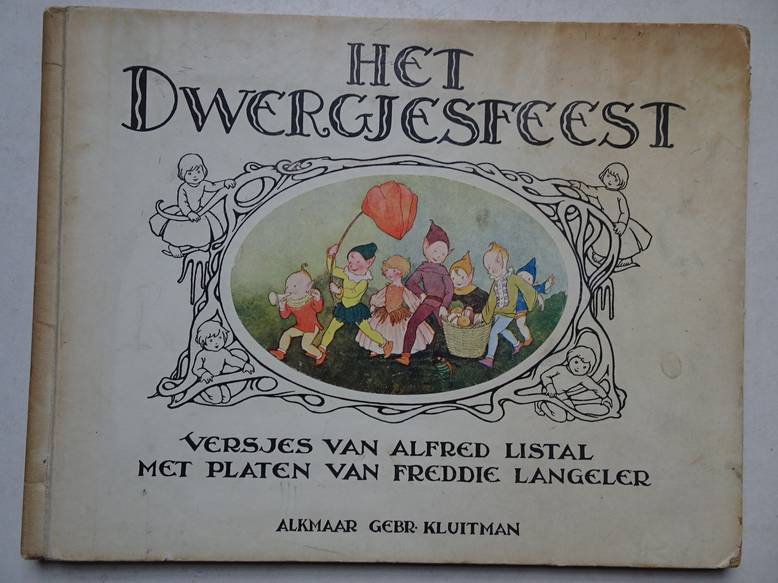 HET
DWERGJESFEEST
VERSJES VAN ALFRED LISTAL
MET PLATEN VAN FREDDIE LANGELER
ALKMAAR GEBR. KLUITMAN